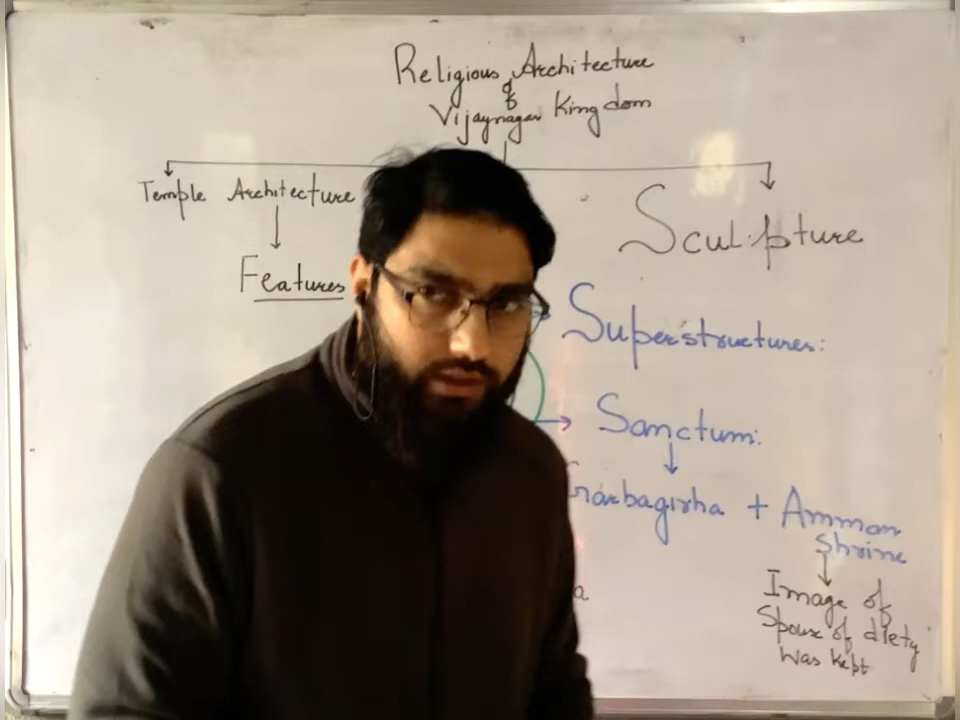 Religious Architecture
of
Vijaynagar Kingdom
Temple Architecture
Sculpture
Features
Superstructures:
Sanctum:
Garbagirha + Amman
Shrine
Image of
Spouse of diety
was kept
a